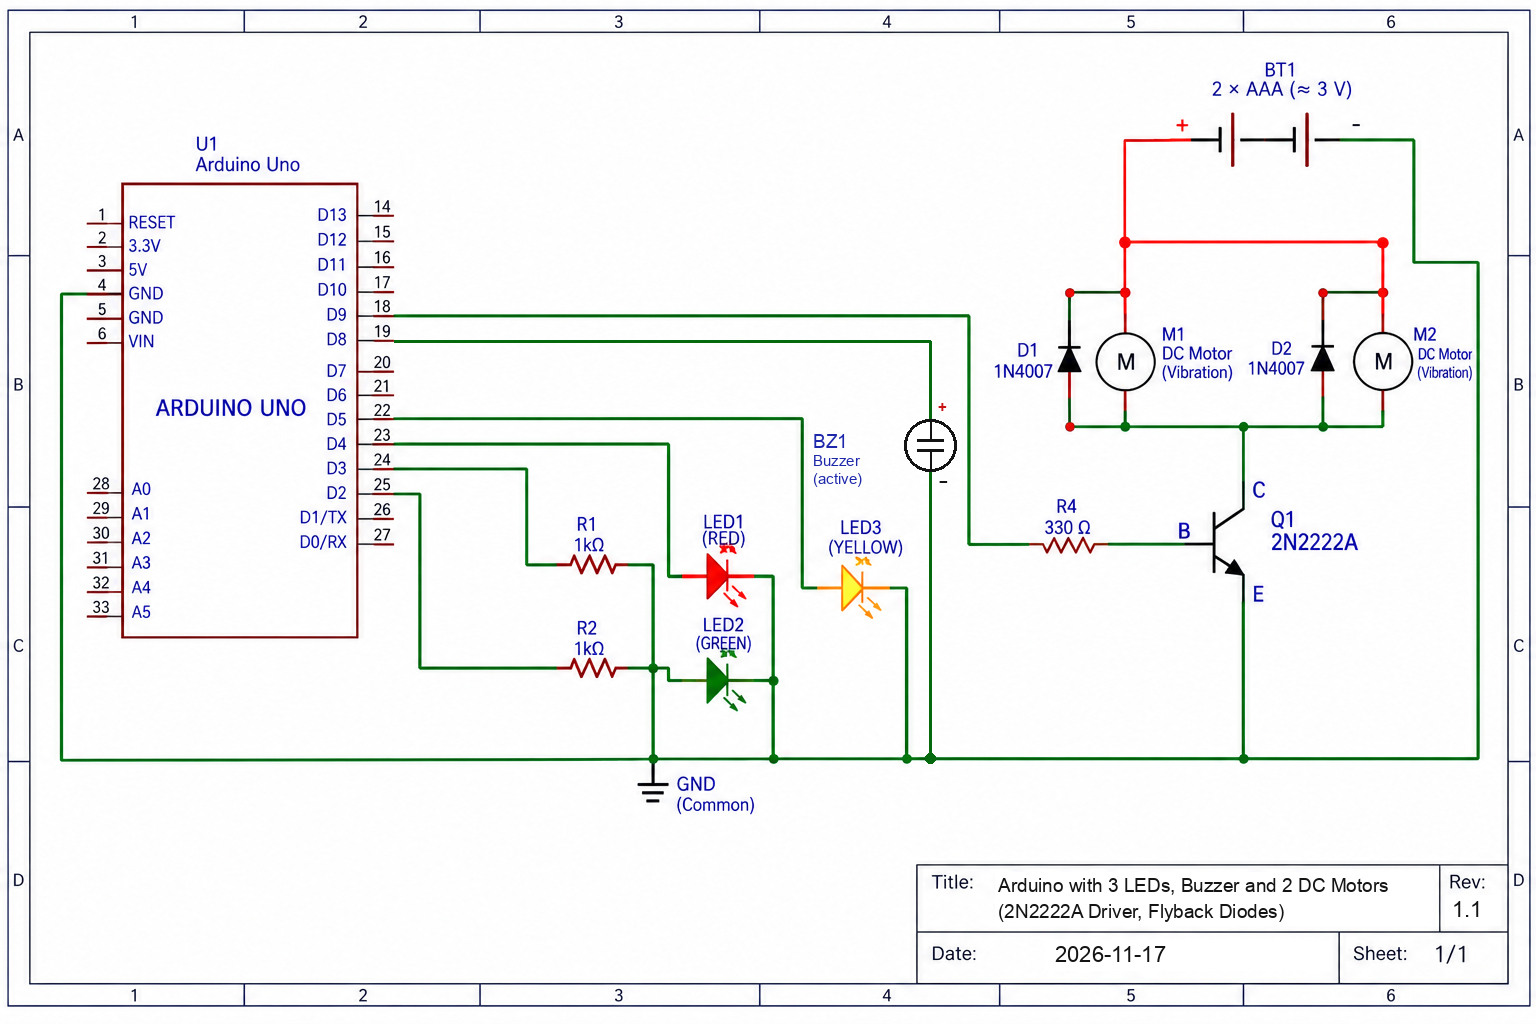 1 2 3 4 5 6
A
B
C
D
A
B
C
D
U1
Arduino Uno
1 RESET
2 3.3V
3 5V
4 GND
5 GND
6 VIN
ARDUINO UNO
28 A0
29 A1
30 A2
31 A3
32 A4
33 A5
D13 14
D12 15
D11 16
D10 17
D9 18
D8 19
D7 20
D6 21
D5 22
D4 23
D3 24
D2 25
D1/TX 26
D0/RX 27
R1
1kΩ
R2
1kΩ
LED1
(RED)
LED2
(GREEN)
LED3
(YELLOW)
BZ1
Buzzer
(active)
+
-
GND
(Common)
BT1
2 × AAA (≈ 3 V)
+ -
D1
1N4007
M
M1
DC Motor
(Vibration)
D2
1N4007
M
M2
DC Motor
(Vibration)
R4
330 Ω
B
C
E
Q1
2N2222A
Title: Arduino with 3 LEDs, Buzzer and 2 DC Motors
(2N2222A Driver, Flyback Diodes)
Rev:
1.1
Date: 2026-11-17
Sheet: 1/1
1 2 3 4 5 6